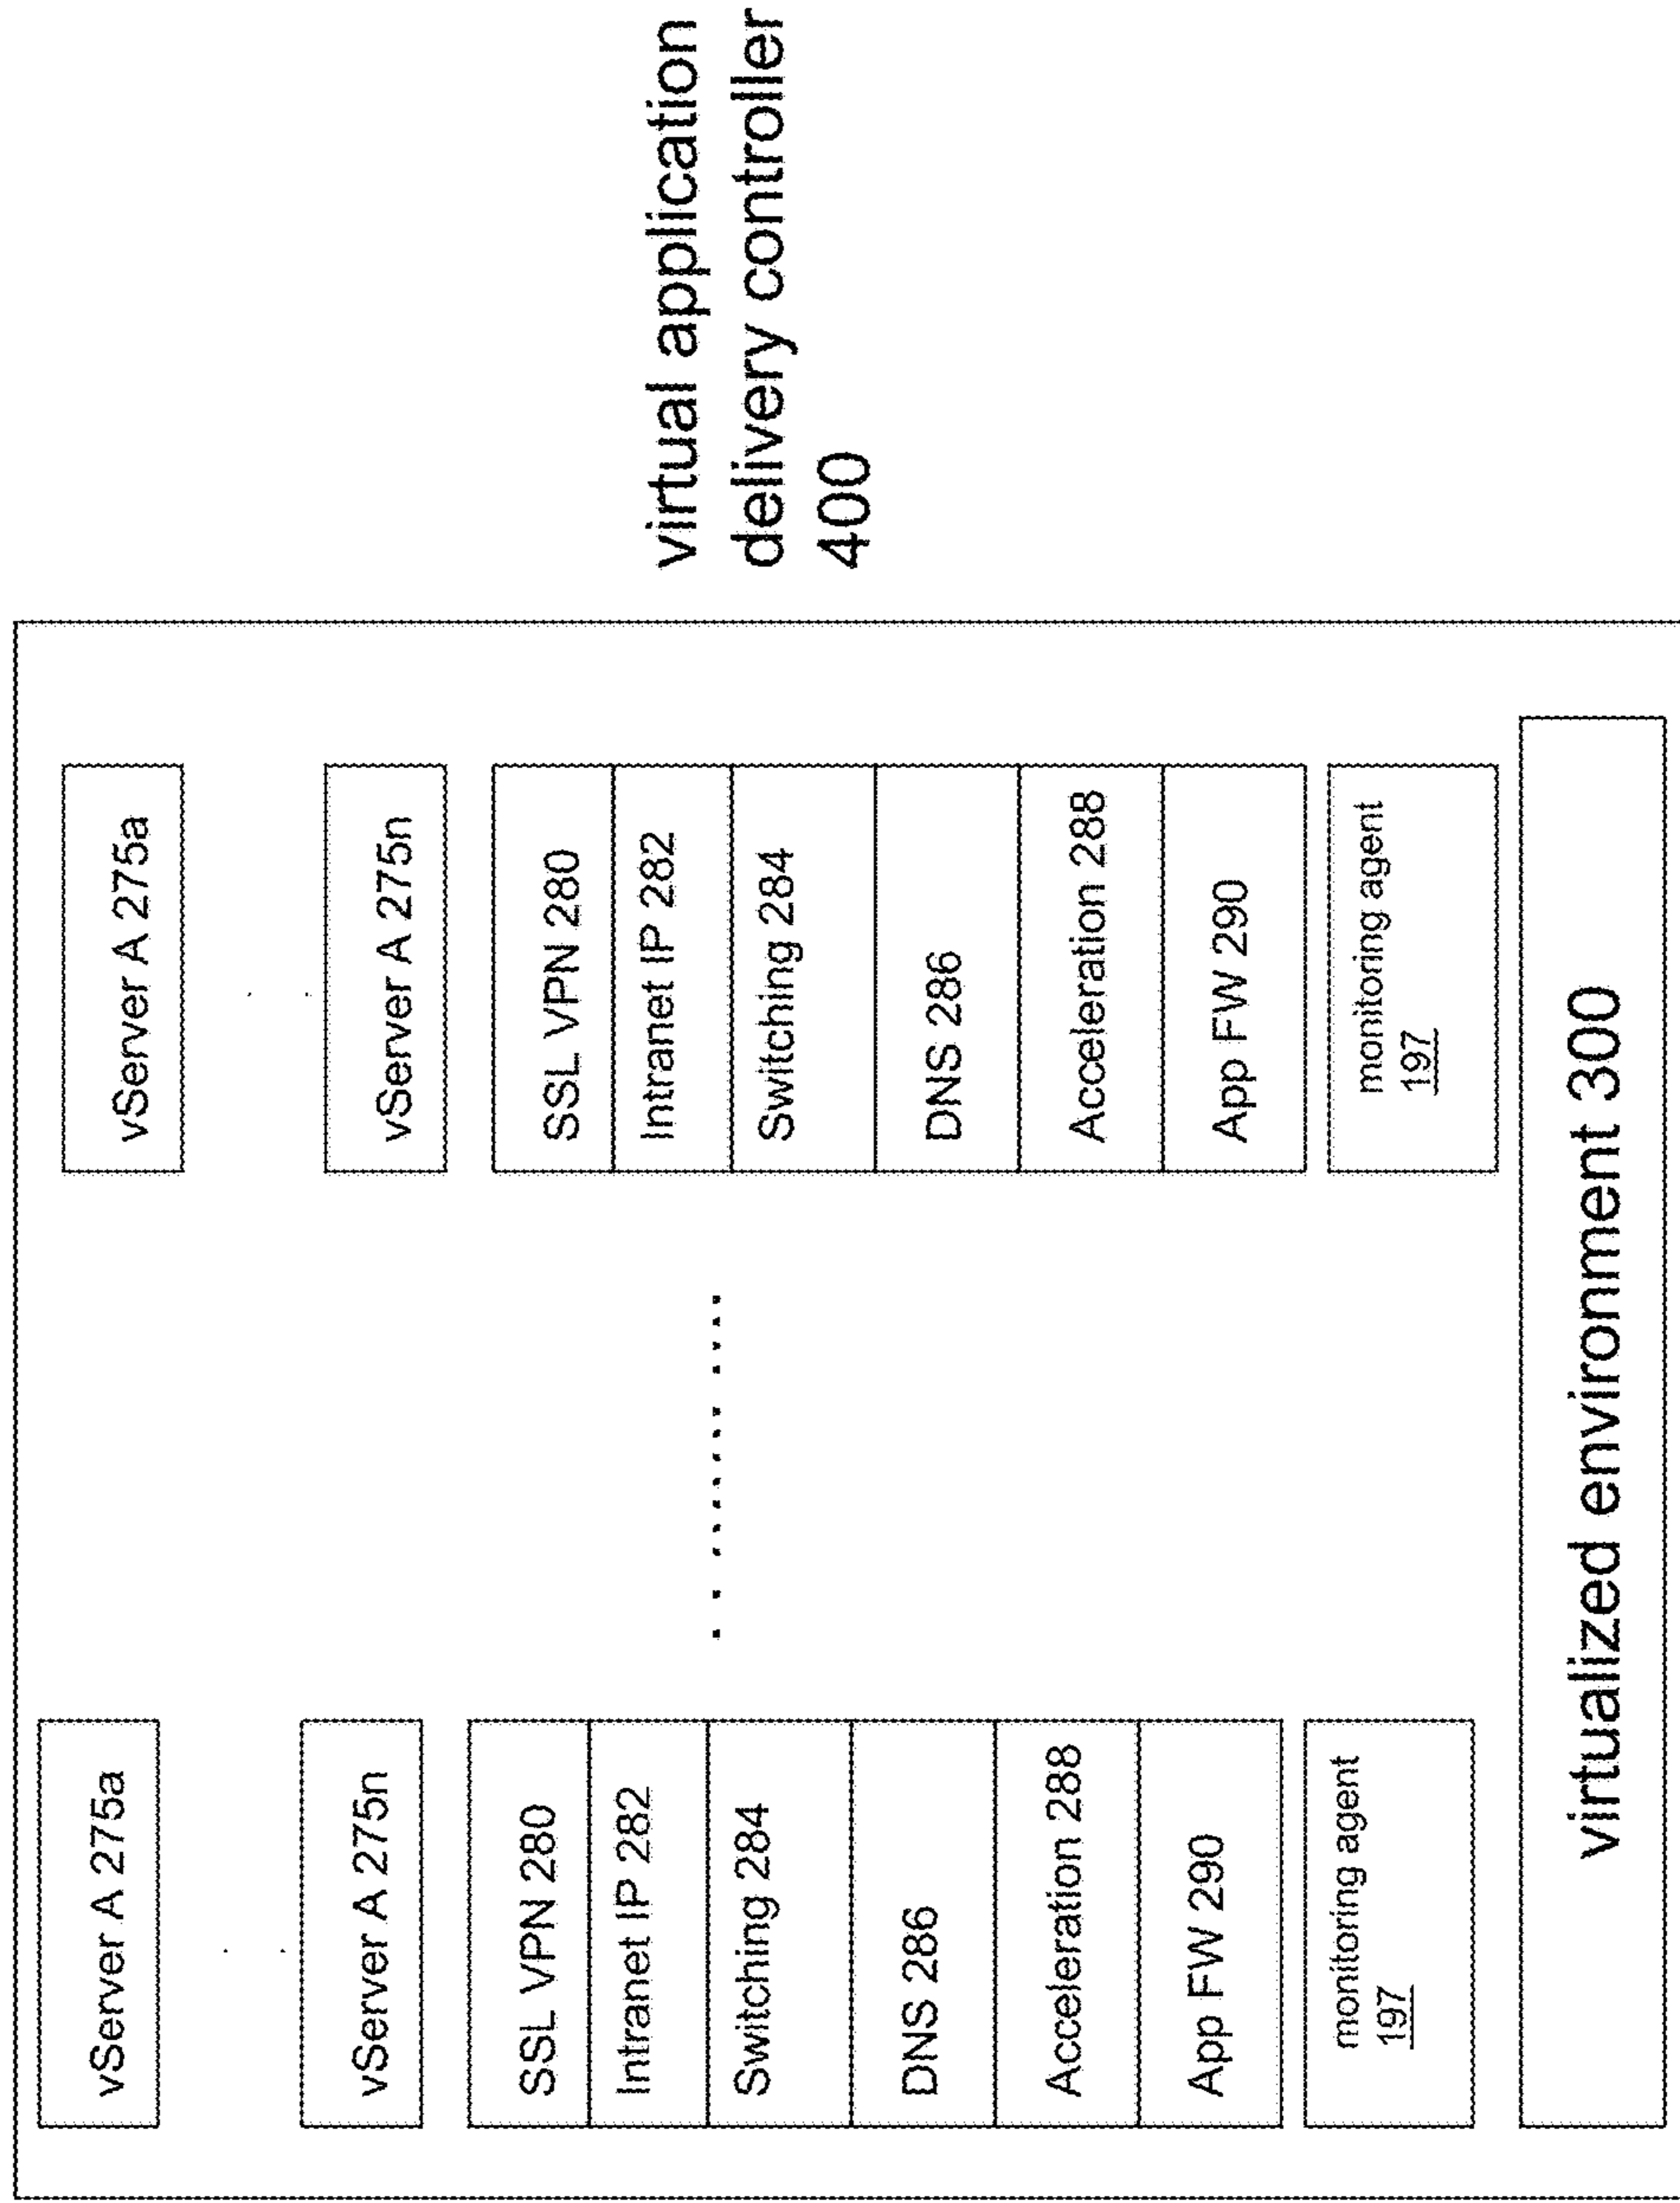 virtual application
delivery controller
400
vServer A 275a
vServer A 275n
SSL VPN 280
Intranet IP 282
Switching 284
DNS 286
Acceleration 288
App FW 290
monitoring agent
197
vServer A 275a
vServer A 275n
SSL VPN 280
Intranet IP 282
Switching 284
DNS 286
Acceleration 288
App FW 290
monitoring agent
197
virtualized environment 300